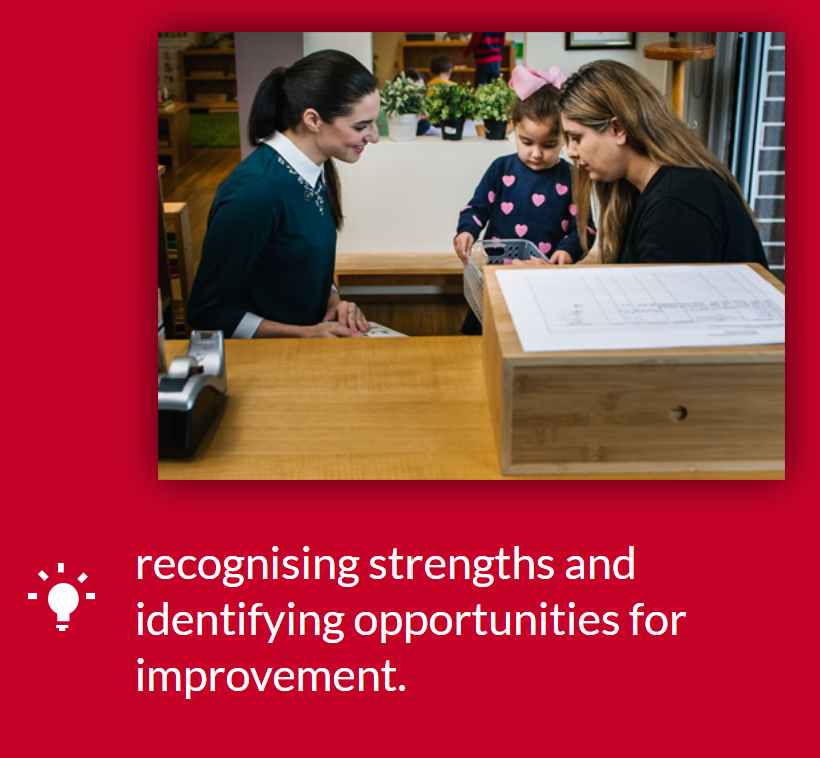 recognising strengths and
identifying opportunities for
improvement.